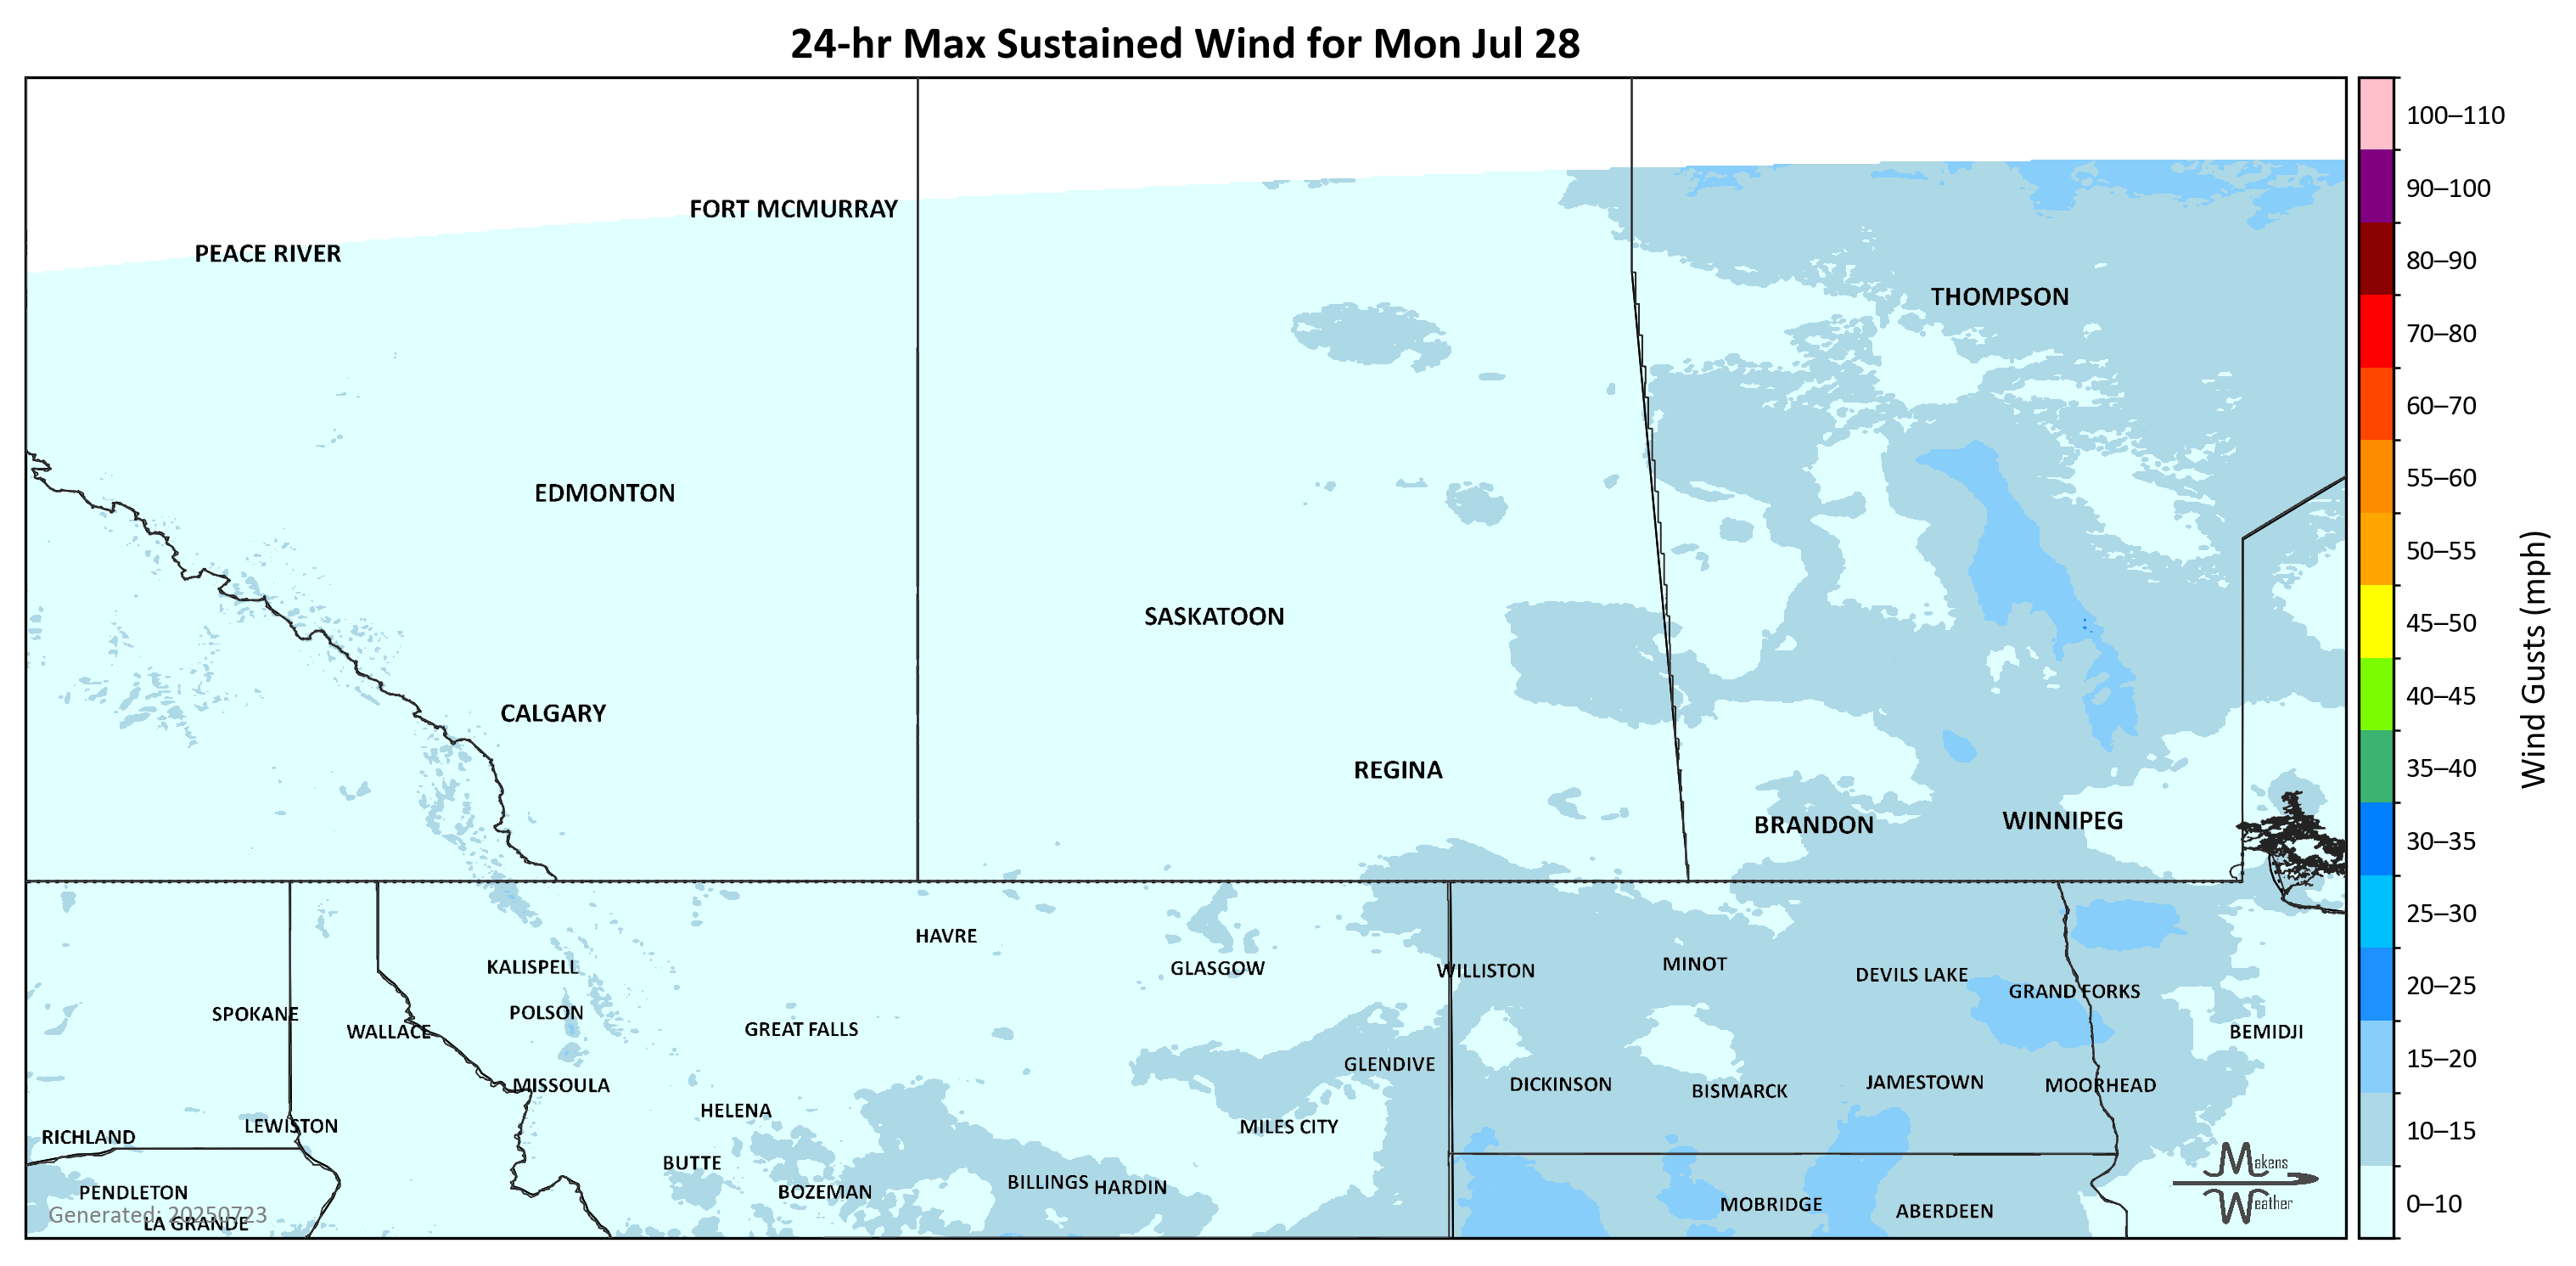 24-hr Max Sustained Wind for Mon Jul 28
100–110
90–100
80–90
70–80
60–70
55–60
50–55
45–50
40–45
35–40
30–35
25–30
20–25
15–20
10–15
0–10
Wind Gusts (mph)
FORT MCMURRAY
PEACE RIVER
THOMPSON
EDMONTON
SASKATOON
CALGARY
REGINA
BRANDON
WINNIPEG
HAVRE
KALISPELL
GLASGOW
WILLISTON
MINOT
DEVILS LAKE
GRAND FORKS
SPOKANE
POLSON
WALLACE
GREAT FALLS
BEMIDJI
GLENDIVE
MISSOULA
DICKINSON
BISMARCK
JAMESTOWN
MOORHEAD
HELENA
LEWISTON
MILES CITY
RICHLAND
BUTTE
BILLINGS
HARDIN
PENDLETON
BOZEMAN
MOBRIDGE
ABERDEEN
Generated: 20250723
LA GRANDE
Makens
Weather